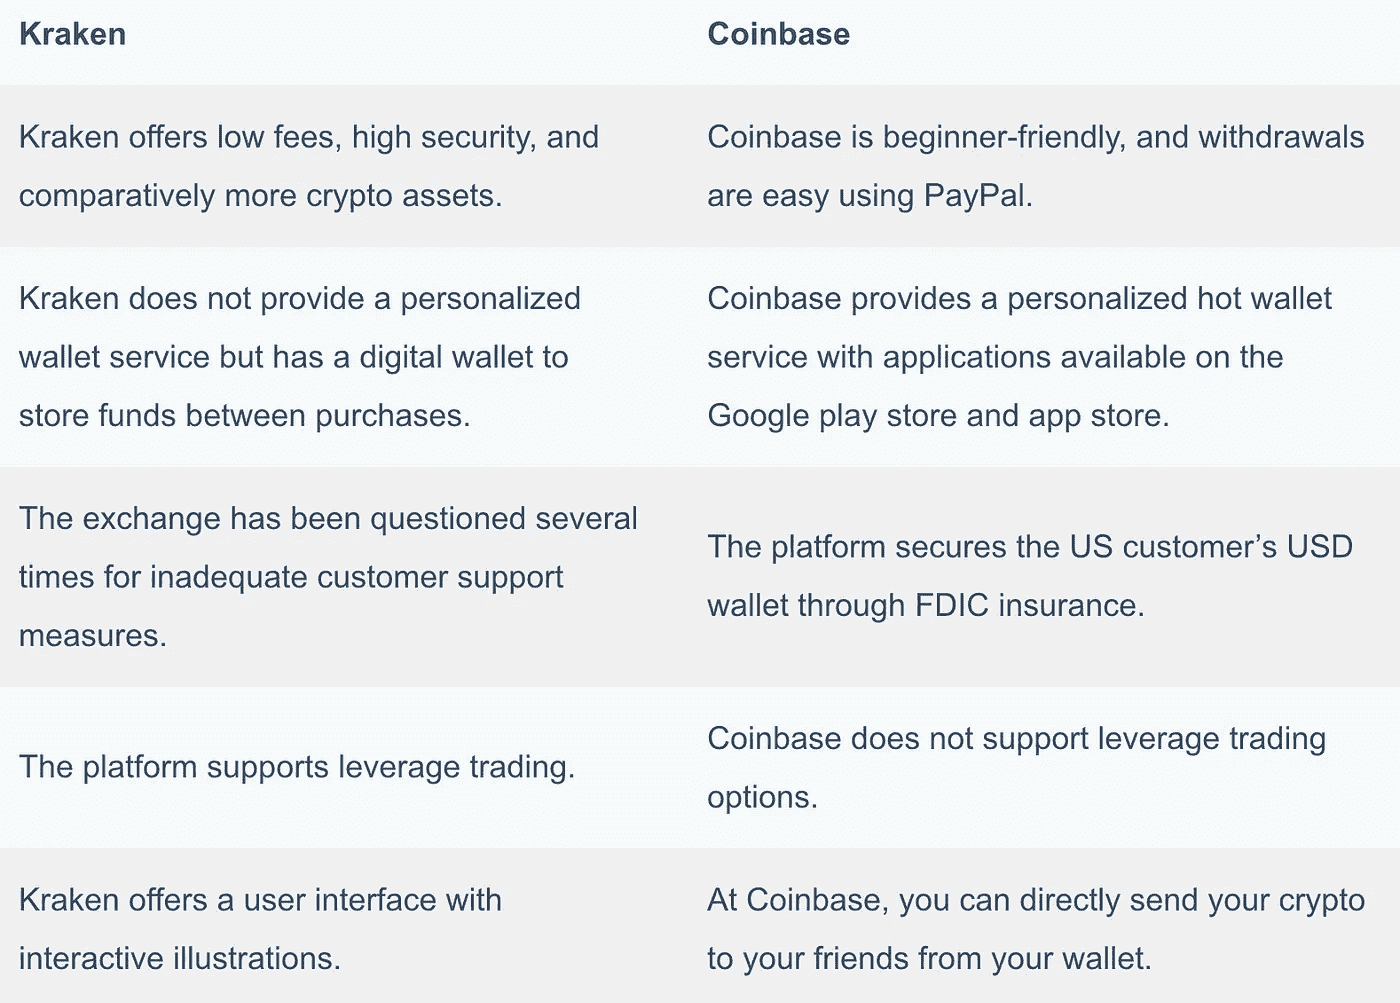 Kraken
Coinbase
Kraken offers low fees, high security, and
comparatively more crypto assets.
Coinbase is beginner-friendly, and withdrawals
are easy using PayPal.
Kraken does not provide a personalized
wallet service but has a digital wallet to
store funds between purchases.
Coinbase provides a personalized hot wallet
service with applications available on the
Google play store and app store.
The exchange has been questioned several
times for inadequate customer support
measures.
The platform secures the US customer’s USD
wallet through FDIC insurance.
The platform supports leverage trading.
Coinbase does not support leverage trading
options.
Kraken offers a user interface with
interactive illustrations.
At Coinbase, you can directly send your crypto
to your friends from your wallet.